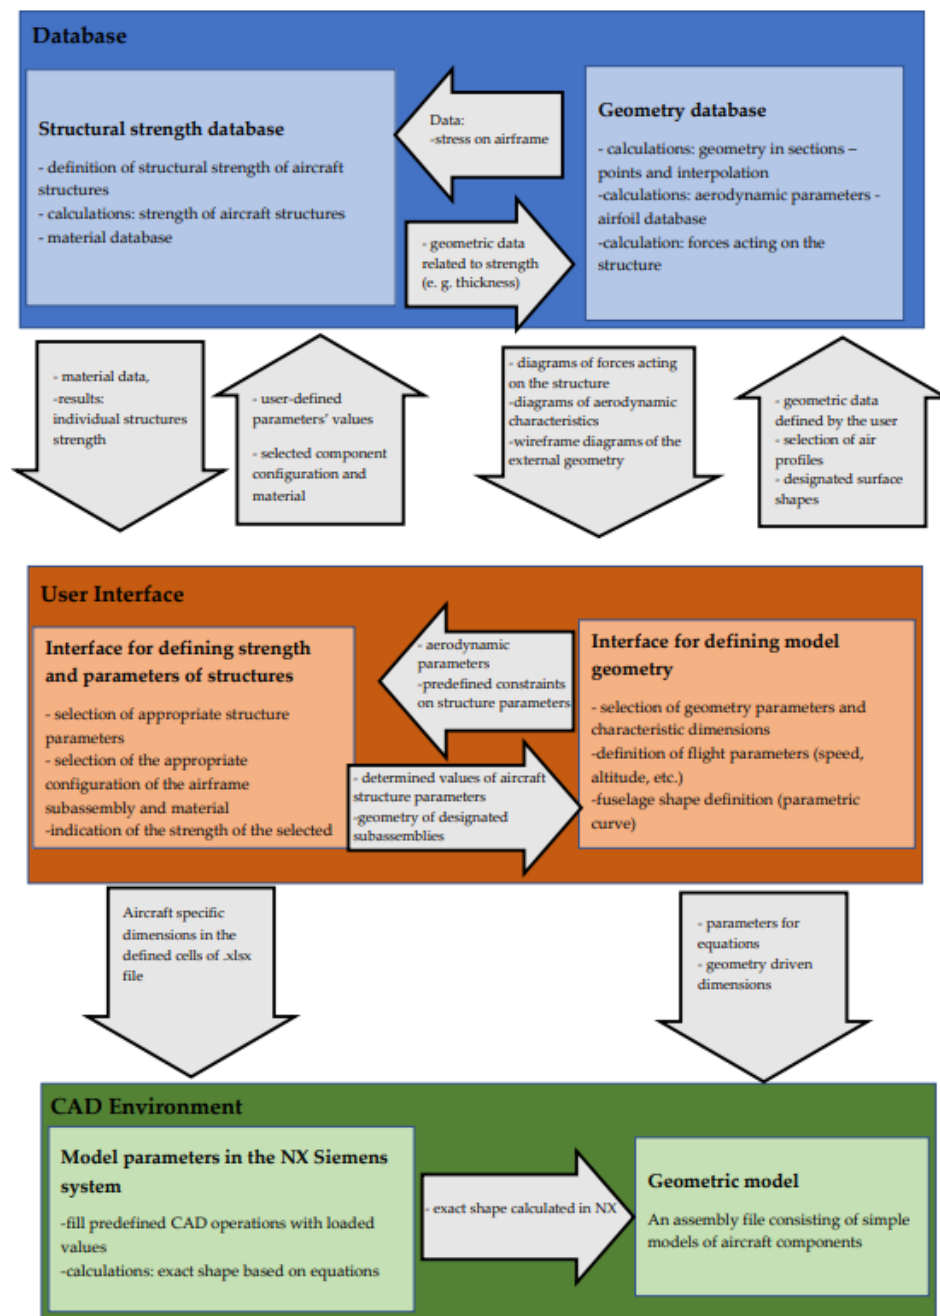 Database
Structural strength database
- definition of structural strength of aircraft
structures
- calculations: strength of aircraft structures
- material database
Data:
-stress on airframe
- geometric data
related to strength
(e. g. thickness)
Geometry database
- calculations: geometry in sections –
points and interpolation
-calculations: aerodynamic parameters -
airfoil database
-calculation: forces acting on the
structure
- material data,
-results:
individual structures
strength
- user-defined
parameters’ values
- selected component
configuration and
material
- diagrams of forces acting
on the structure
-diagrams of aerodynamic
characteristics
-wireframe diagrams of the
external geometry
- geometric data
defined by the user
- selection of air
profiles
- designated surface
shapes
User Interface
Interface for defining strength
and parameters of structures
- selection of appropriate structure
parameters
- selection of the appropriate
configuration of the airframe
subassembly and material
-indication of the strength of the selected
- aerodynamic
parameters
-predefined constraints
on structure parameters
- determined values of aircraft
structure parameters
-geometry of designated
subassemblies
Interface for defining model
geometry
- selection of geometry parameters and
characteristic dimensions
-definition of flight parameters (speed,
altitude, etc.)
-fuselage shape definition (parametric
curve)
Aircraft specific
dimensions in the
defined cells of .xlsx
file
- parameters for
equations
- geometry driven
dimensions
CAD Environment
Model parameters in the NX Siemens
system
-fill predefined CAD operations with loaded
values
-calculations: exact shape based on equations
- exact shape calculated in NX
Geometric model
An assembly file consisting of simple
models of aircraft components